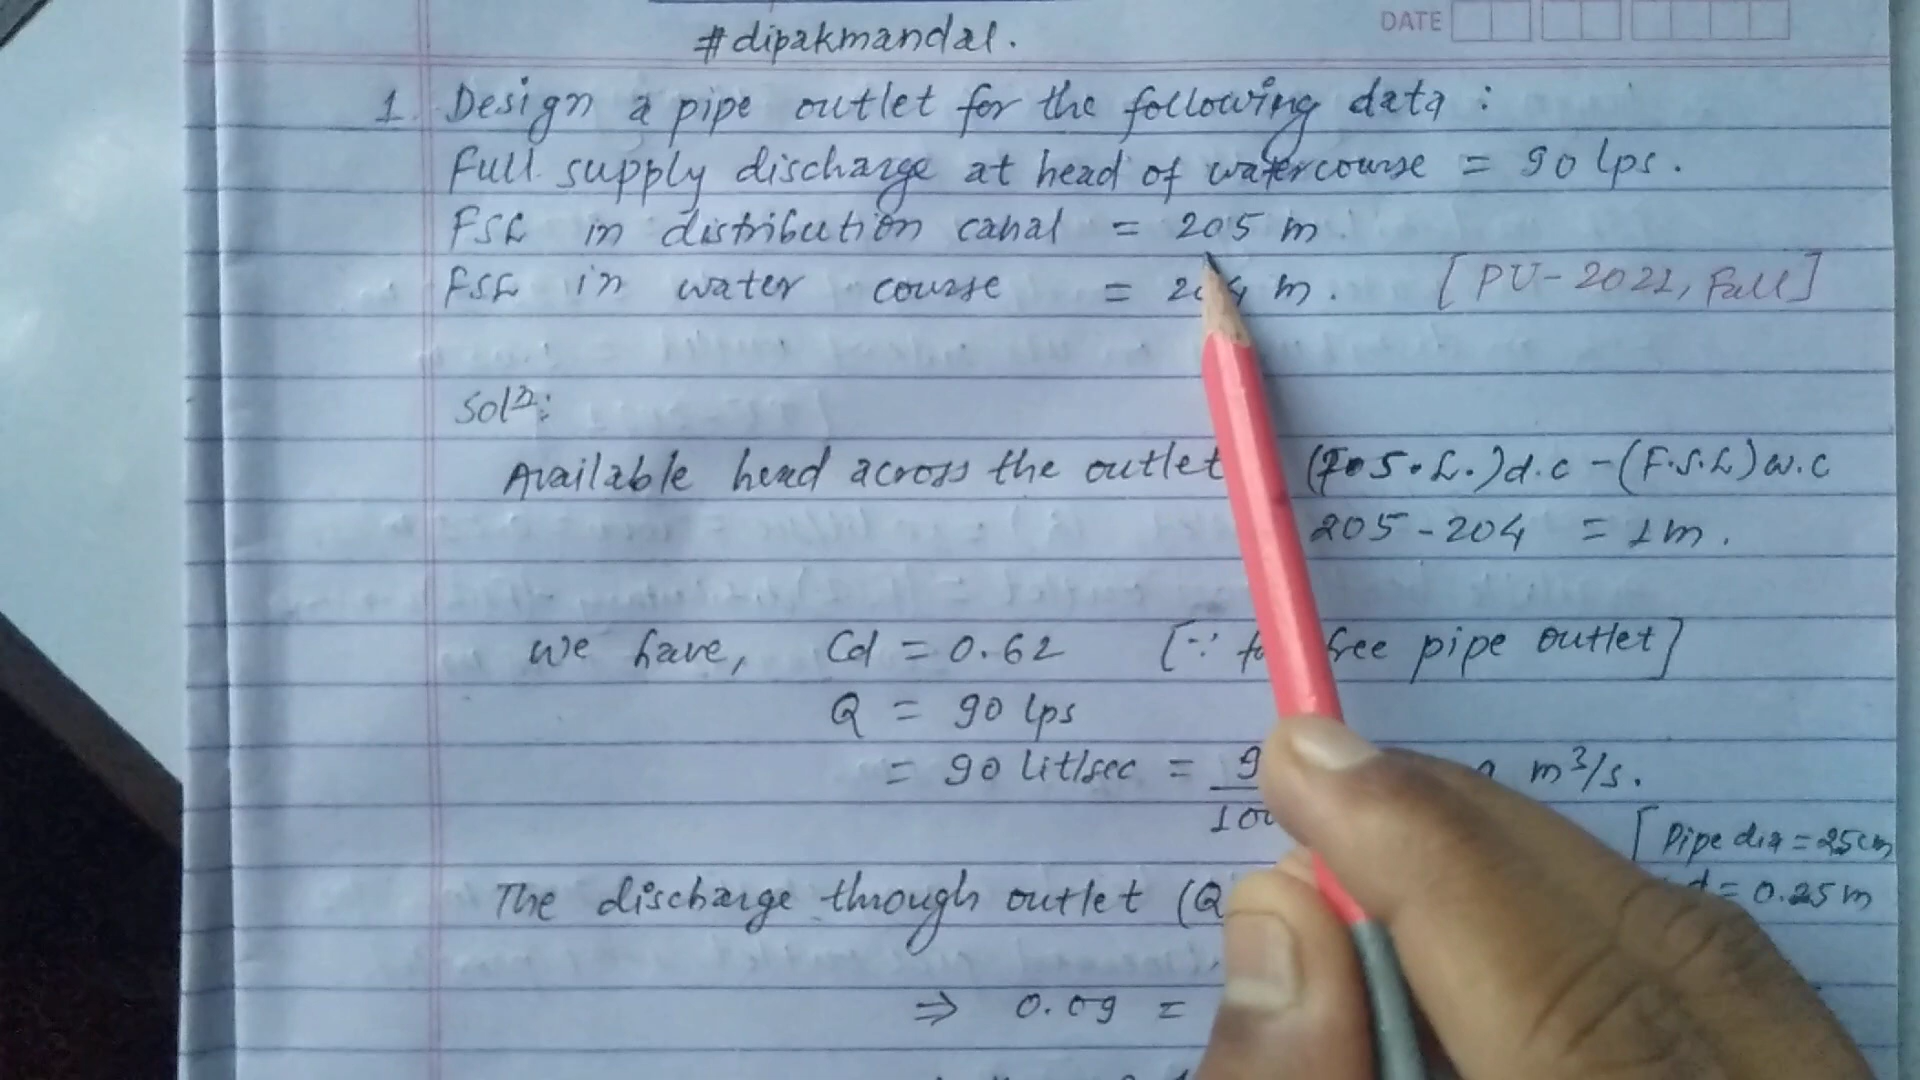 #dipakmandal.
DATE
1. Design a pipe outlet for the following data :
Full supply discharge at head of watercourse = 90 lps.
FSL in distribution canal = 205 m
FSL in water course = 204 m. [PU-2022, Fall]
Solⁿ:
Available head across the outlet (F.S.L.)d.c - (F.S.L)w.c
205 - 204 = 1m.
We have, Cd = 0.62 [∵ free pipe outlet]
Q = 90 lps
= 90 lit/sec = m³/s.
[Pipe dia = 25cm
d = 0.25 m
The discharge through outlet (Q
⇒ 0.09 =